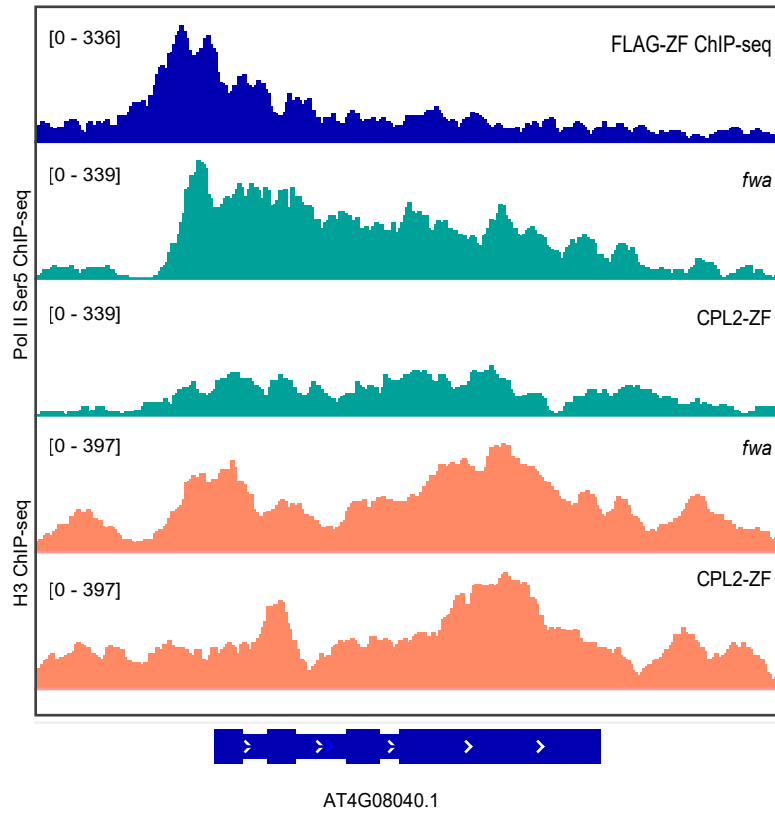 [0 - 336]
FLAG-ZF ChIP-seq
[0 - 339]
fwa
Pol II Ser5 ChIP-seq
[0 - 339]
CPL2-ZF
[0 - 397]
fwa
H3 ChIP-seq
[0 - 397]
CPL2-ZF
AT4G08040.1